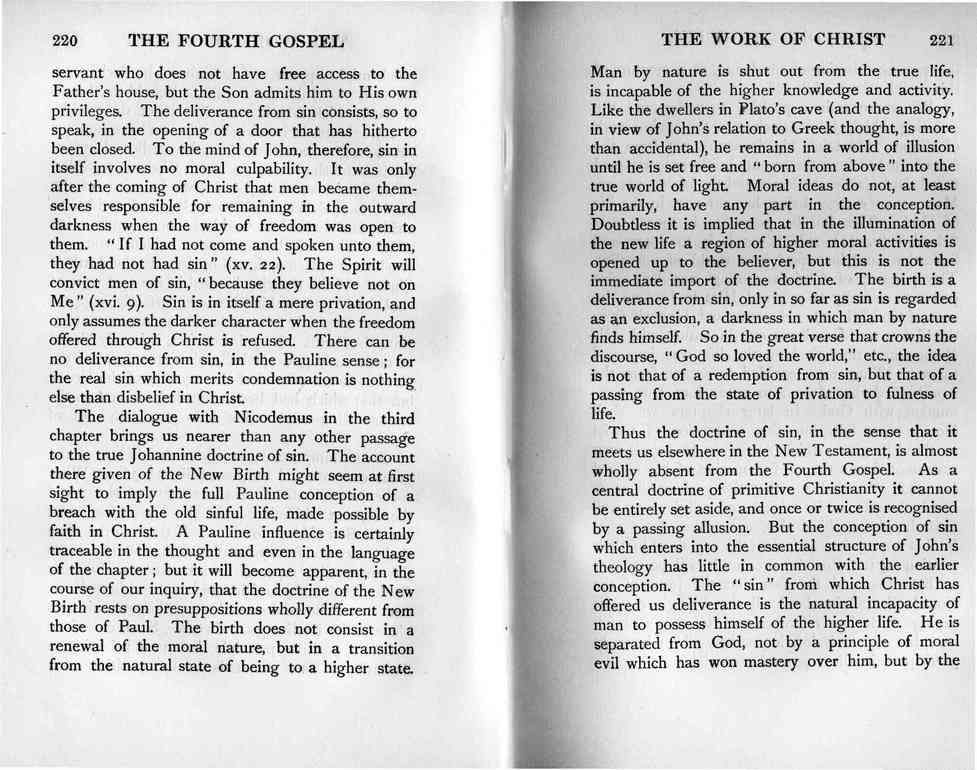 220 THE FOURTH GOSPEL
servant who does not have free access to the
Father's house, but the Son admits him to His own
privileges. The deliverance from sin consists, so to
speak, in the opening of a door that has hitherto
been closed. To the mind of John, therefore, sin in
itself involves no moral culpability. It was only
after the coming of Christ that men became them-
selves responsible for remaining in the outward
darkness when the way of freedom was open to
them. “ If I had not come and spoken unto them,
they had not had sin ” (xv. 22). The Spirit will
convict men of sin, “ because they believe not on
Me ” (xvi. 9). Sin is in itself a mere privation, and
only assumes the darker character when the freedom
offered through Christ is refused. There can be
no deliverance from sin, in the Pauline sense ; for
the real sin which merits condemnation is nothing
else than disbelief in Christ.
The dialogue with Nicodemus in the third
chapter brings us nearer than any other passage
to the true Johannine doctrine of sin. The account
there given of the New Birth might seem at first
sight to imply the full Pauline conception of a
breach with the old sinful life, made possible by
faith in Christ. A Pauline influence is certainly
traceable in the thought and even in the language
of the chapter ; but it will become apparent, in the
course of our inquiry, that the doctrine of the New
Birth rests on presuppositions wholly different from
those of Paul. The birth does not consist in a
renewal of the moral nature, but in a transition
from the natural state of being to a higher state.
THE WORK OF CHRIST 221
Man by nature is shut out from the true life,
is incapable of the higher knowledge and activity.
Like the dwellers in Plato's cave (and the analogy,
in view of John's relation to Greek thought, is more
than accidental), he remains in a world of illusion
until he is set free and “ born from above ” into the
true world of light. Moral ideas do not, at least
primarily, have any part in the conception.
Doubtless it is implied that in the illumination of
the new life a region of higher moral activities is
opened up to the believer, but this is not the
immediate import of the doctrine. The birth is a
deliverance from sin, only in so far as sin is regarded
as an exclusion, a darkness in which man by nature
finds himself. So in the great verse that crowns the
discourse, “ God so loved the world,” etc., the idea
is not that of a redemption from sin, but that of a
passing from the state of privation to fulness of
life.
Thus the doctrine of sin, in the sense that it
meets us elsewhere in the New Testament, is almost
wholly absent from the Fourth Gospel. As a
central doctrine of primitive Christianity it cannot
be entirely set aside, and once or twice is recognised
by a passing allusion. But the conception of sin
which enters into the essential structure of John's
theology has little in common with the earlier
conception. The “ sin ” from which Christ has
offered us deliverance is the natural incapacity of
man to possess himself of the higher life. He is
separated from God, not by a principle of moral
evil which has won mastery over him, but by the